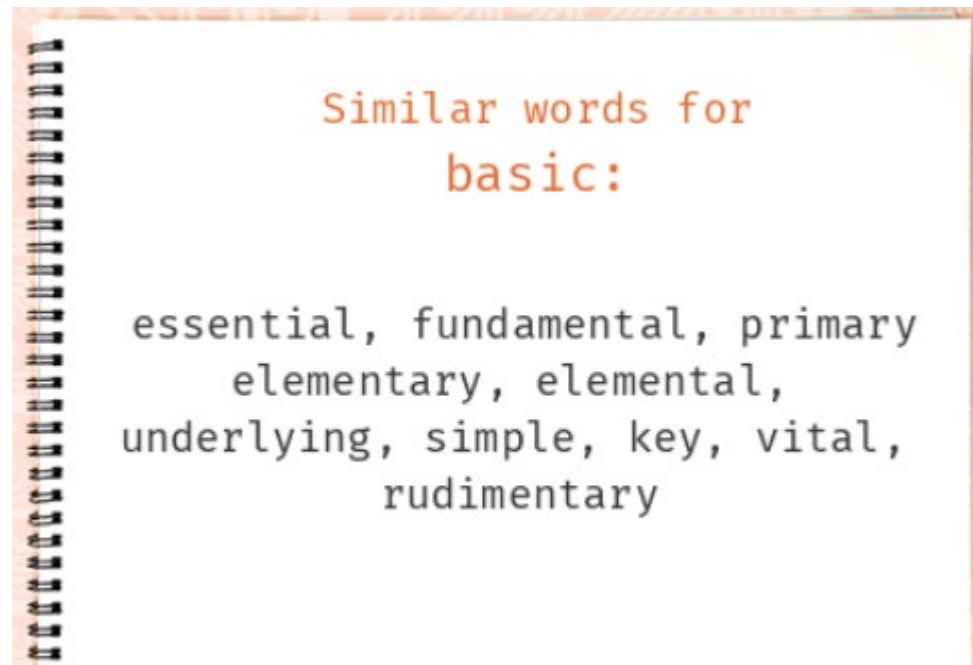 Similar words for
basic:
essential, fundamental, primary
elementary, elemental,
underlying, simple, key, vital,
rudimentary